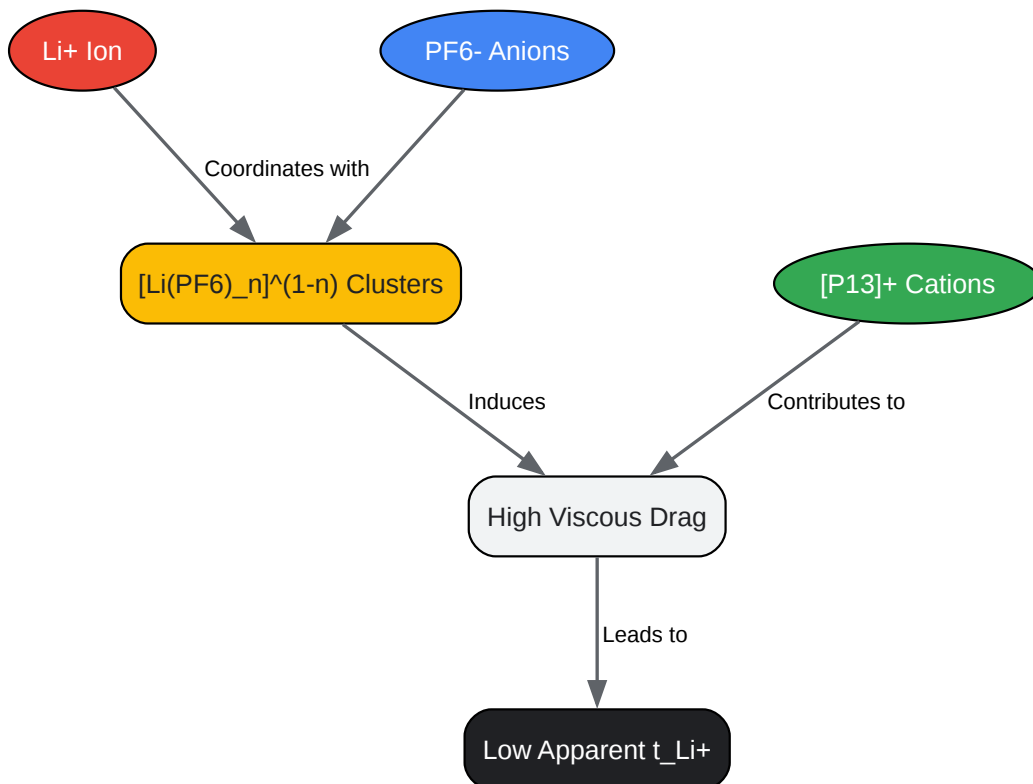 Li+ Ion
PF6- Anions
Coordinates with
[Li(PF6)_n]^(1-n) Clusters
[P13]+ Cations
Induces
Contributes to
High Viscous Drag
Leads to
Low Apparent t_Li+